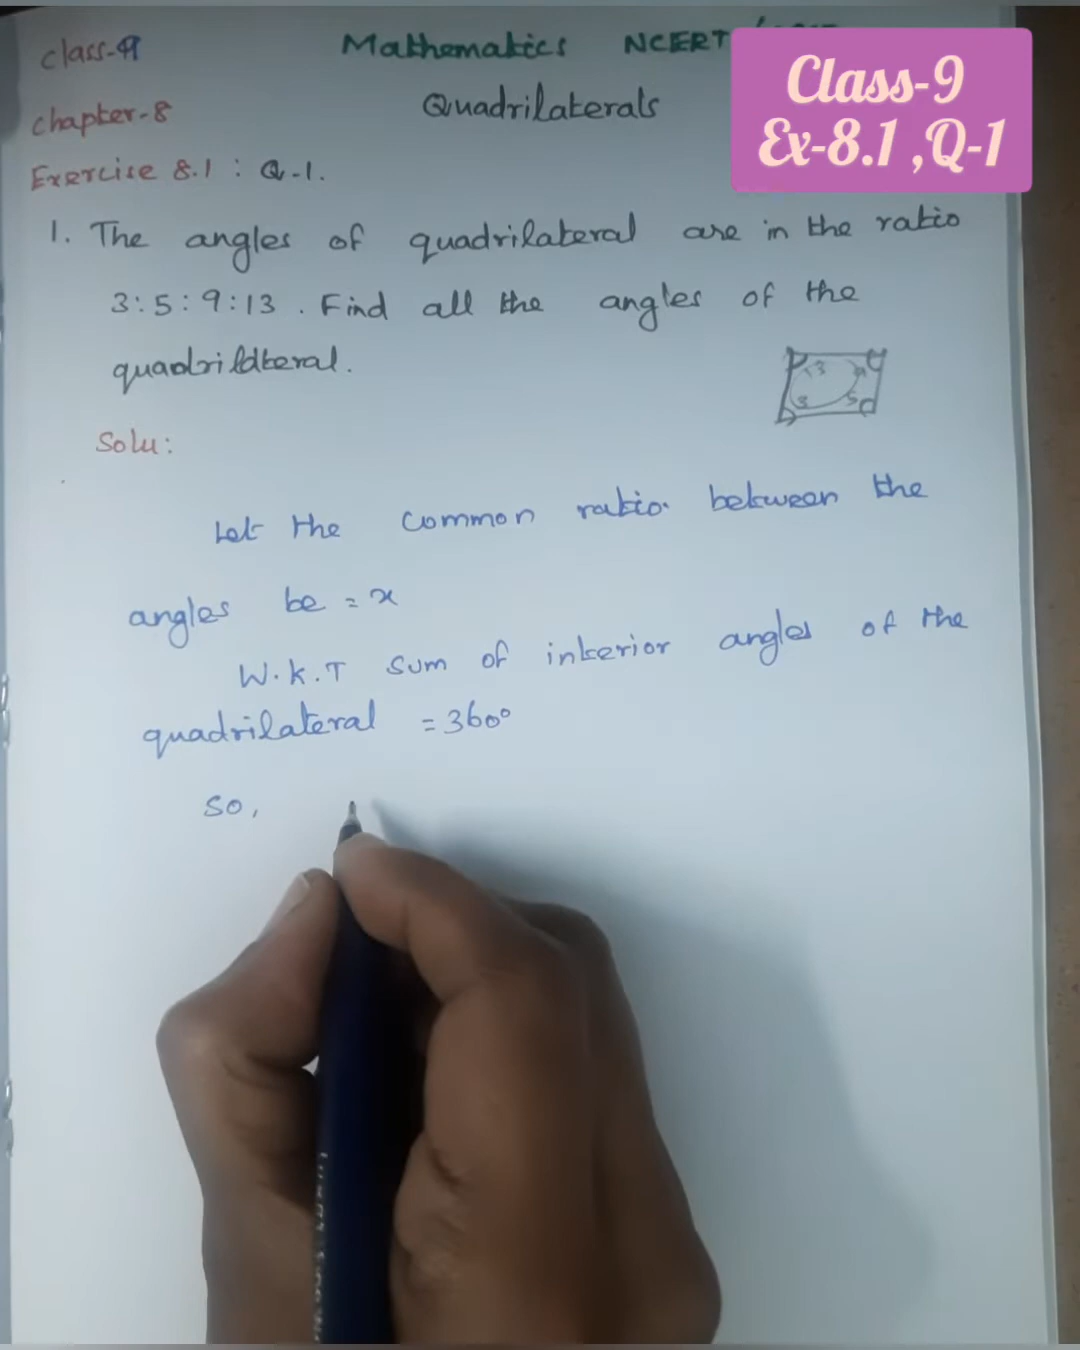 class-9
Mathematics NCERT
Class-9
Ex-8.1 ,Q-1
chapter-8
Quadrilaterals
Exercise 8.1 : Q-1.
1. The angles of quadrilateral are in the ratio
3:5:9:13 . Find all the angles of the
quadrilateral.
Solu:
Let the common ratio between the
angles be = x
W.K.T sum of interior angles of the
quadrilateral = 360°
So,